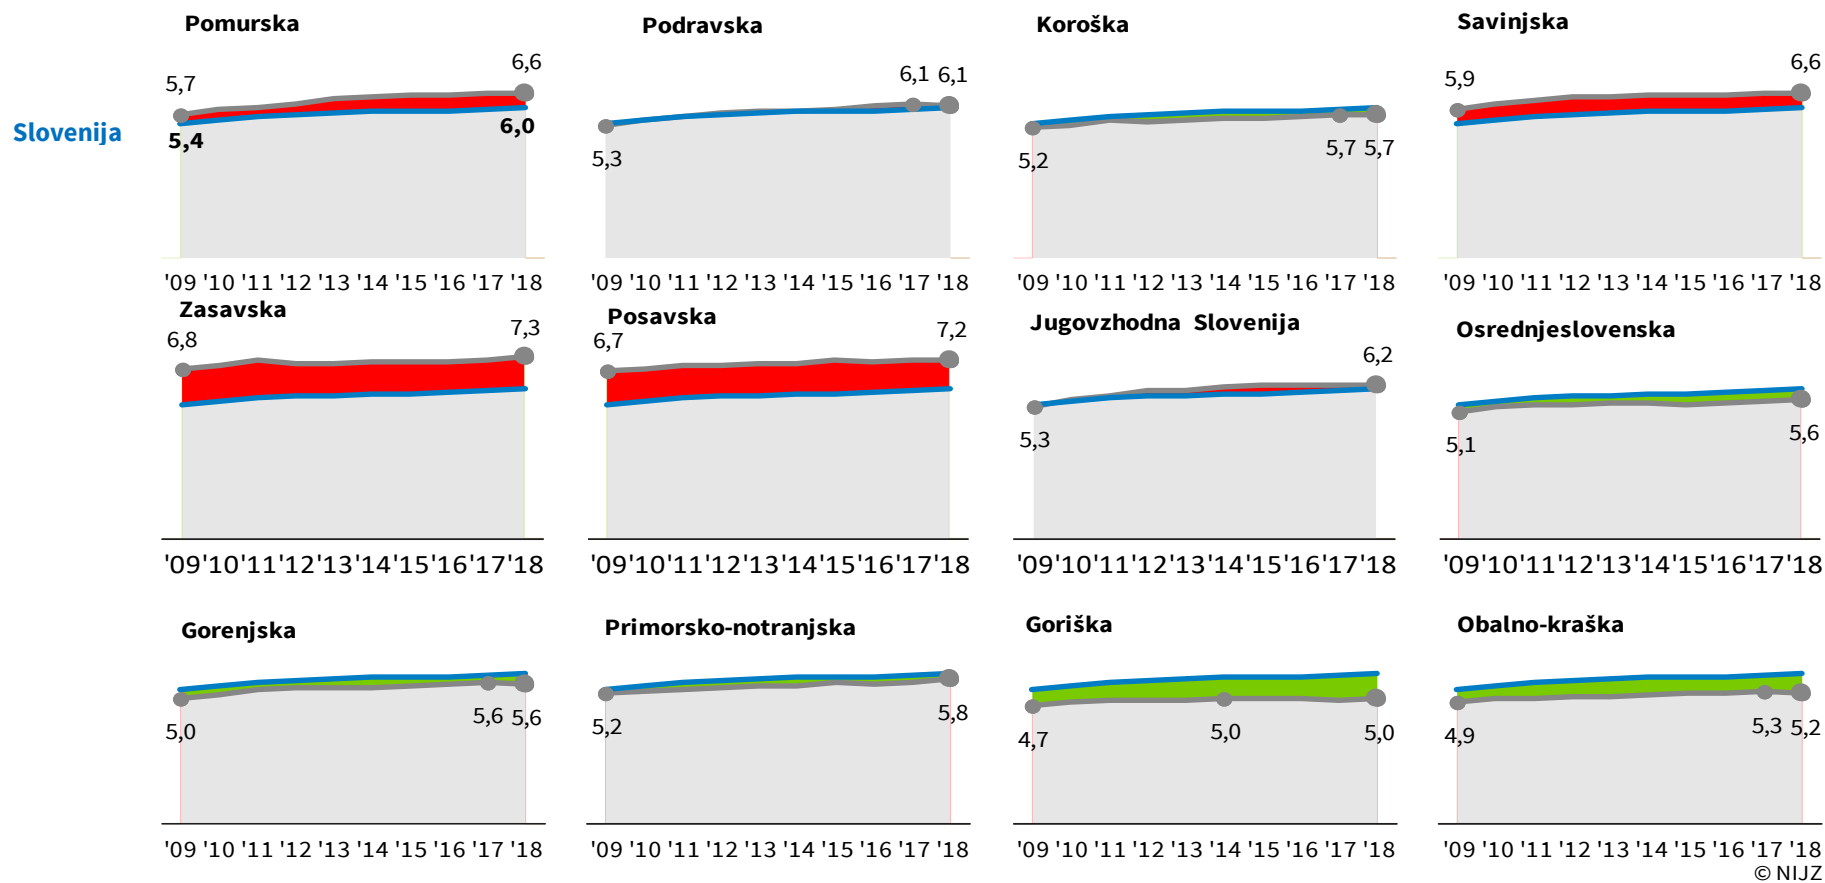 Pomurska
Podravska
Koroška
Savinjska
5,7
6,6
6,1 6,1
5,9
6,6
Slovenija
5,4
6,0
5,3
5,2
5,7 5,7
'09 '10 '11 '12 '13 '14 '15 '16 '17 '18
'09 '10 '11 '12 '13 '14 '15 '16 '17 '18
'09 '10 '11 '12 '13 '14 '15 '16 '17 '18
'09 '10 '11 '12 '13 '14 '15 '16 '17 '18
Zasavska
Posavska
Jugovzhodna Slovenija
Osrednjeslovenska
6,8
7,3
6,7
7,2
6,2
5,3
5,1
5,6
'09 '10 '11 '12 '13 '14 '15 '16 '17 '18
'09 '10 '11 '12 '13 '14 '15 '16 '17 '18
'09 '10 '11 '12 '13 '14 '15 '16 '17 '18
'09 '10 '11 '12 '13 '14 '15 '16 '17 '18
Gorenjska
Primorsko-notranjska
Goriška
Obalno-kraška
5,0
5,6 5,6
5,2
5,8
4,7
5,0
5,0
4,9
5,3 5,2
'09 '10 '11 '12 '13 '14 '15 '16 '17 '18
'09 '10 '11 '12 '13 '14 '15 '16 '17 '18
'09 '10 '11 '12 '13 '14 '15 '16 '17 '18
'09 '10 '11 '12 '13 '14 '15 '16 '17 '18
© NIJZ